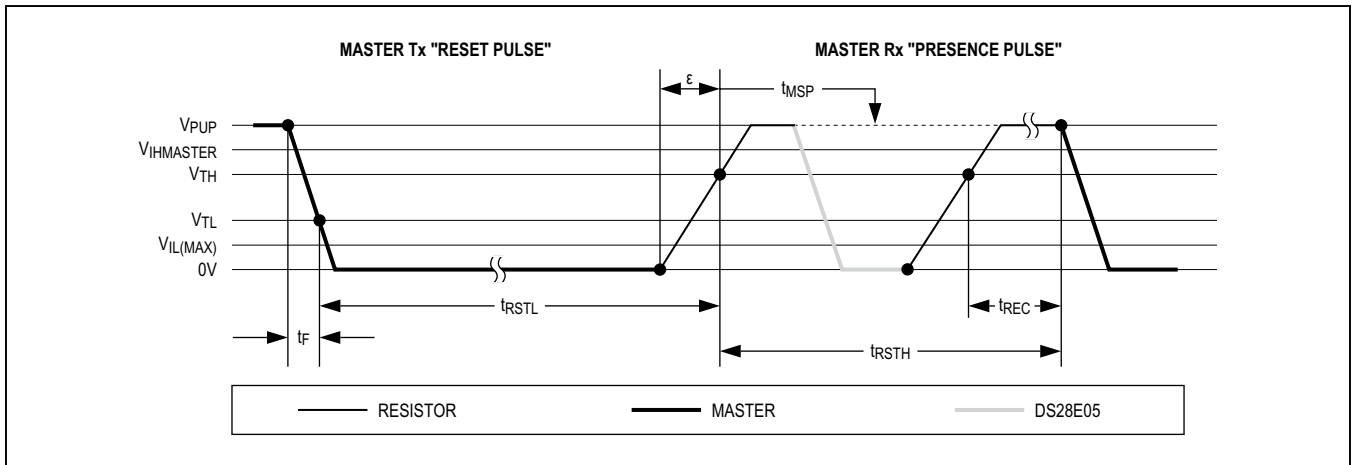 MASTER Tx "RESET PULSE" MASTER Rx "PRESENCE PULSE"
ε tMSP
VPUP
VIHMASTER
VTH
VTL
VIL(MAX)
0V
tRSTL tREC
tF tRSTH
RESISTOR MASTER DS28E05